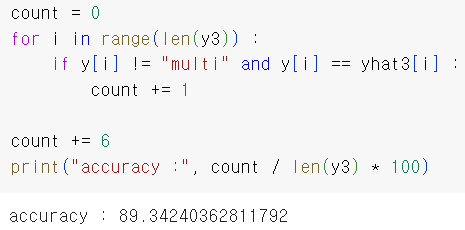 count = 0
for i in range(len(y3)) :
    if y[i] != "multi" and y[i] == yhat3[i] :
        count += 1

count += 6
print("accuracy :", count / len(y3) * 100)
accuracy : 89.34240362811792